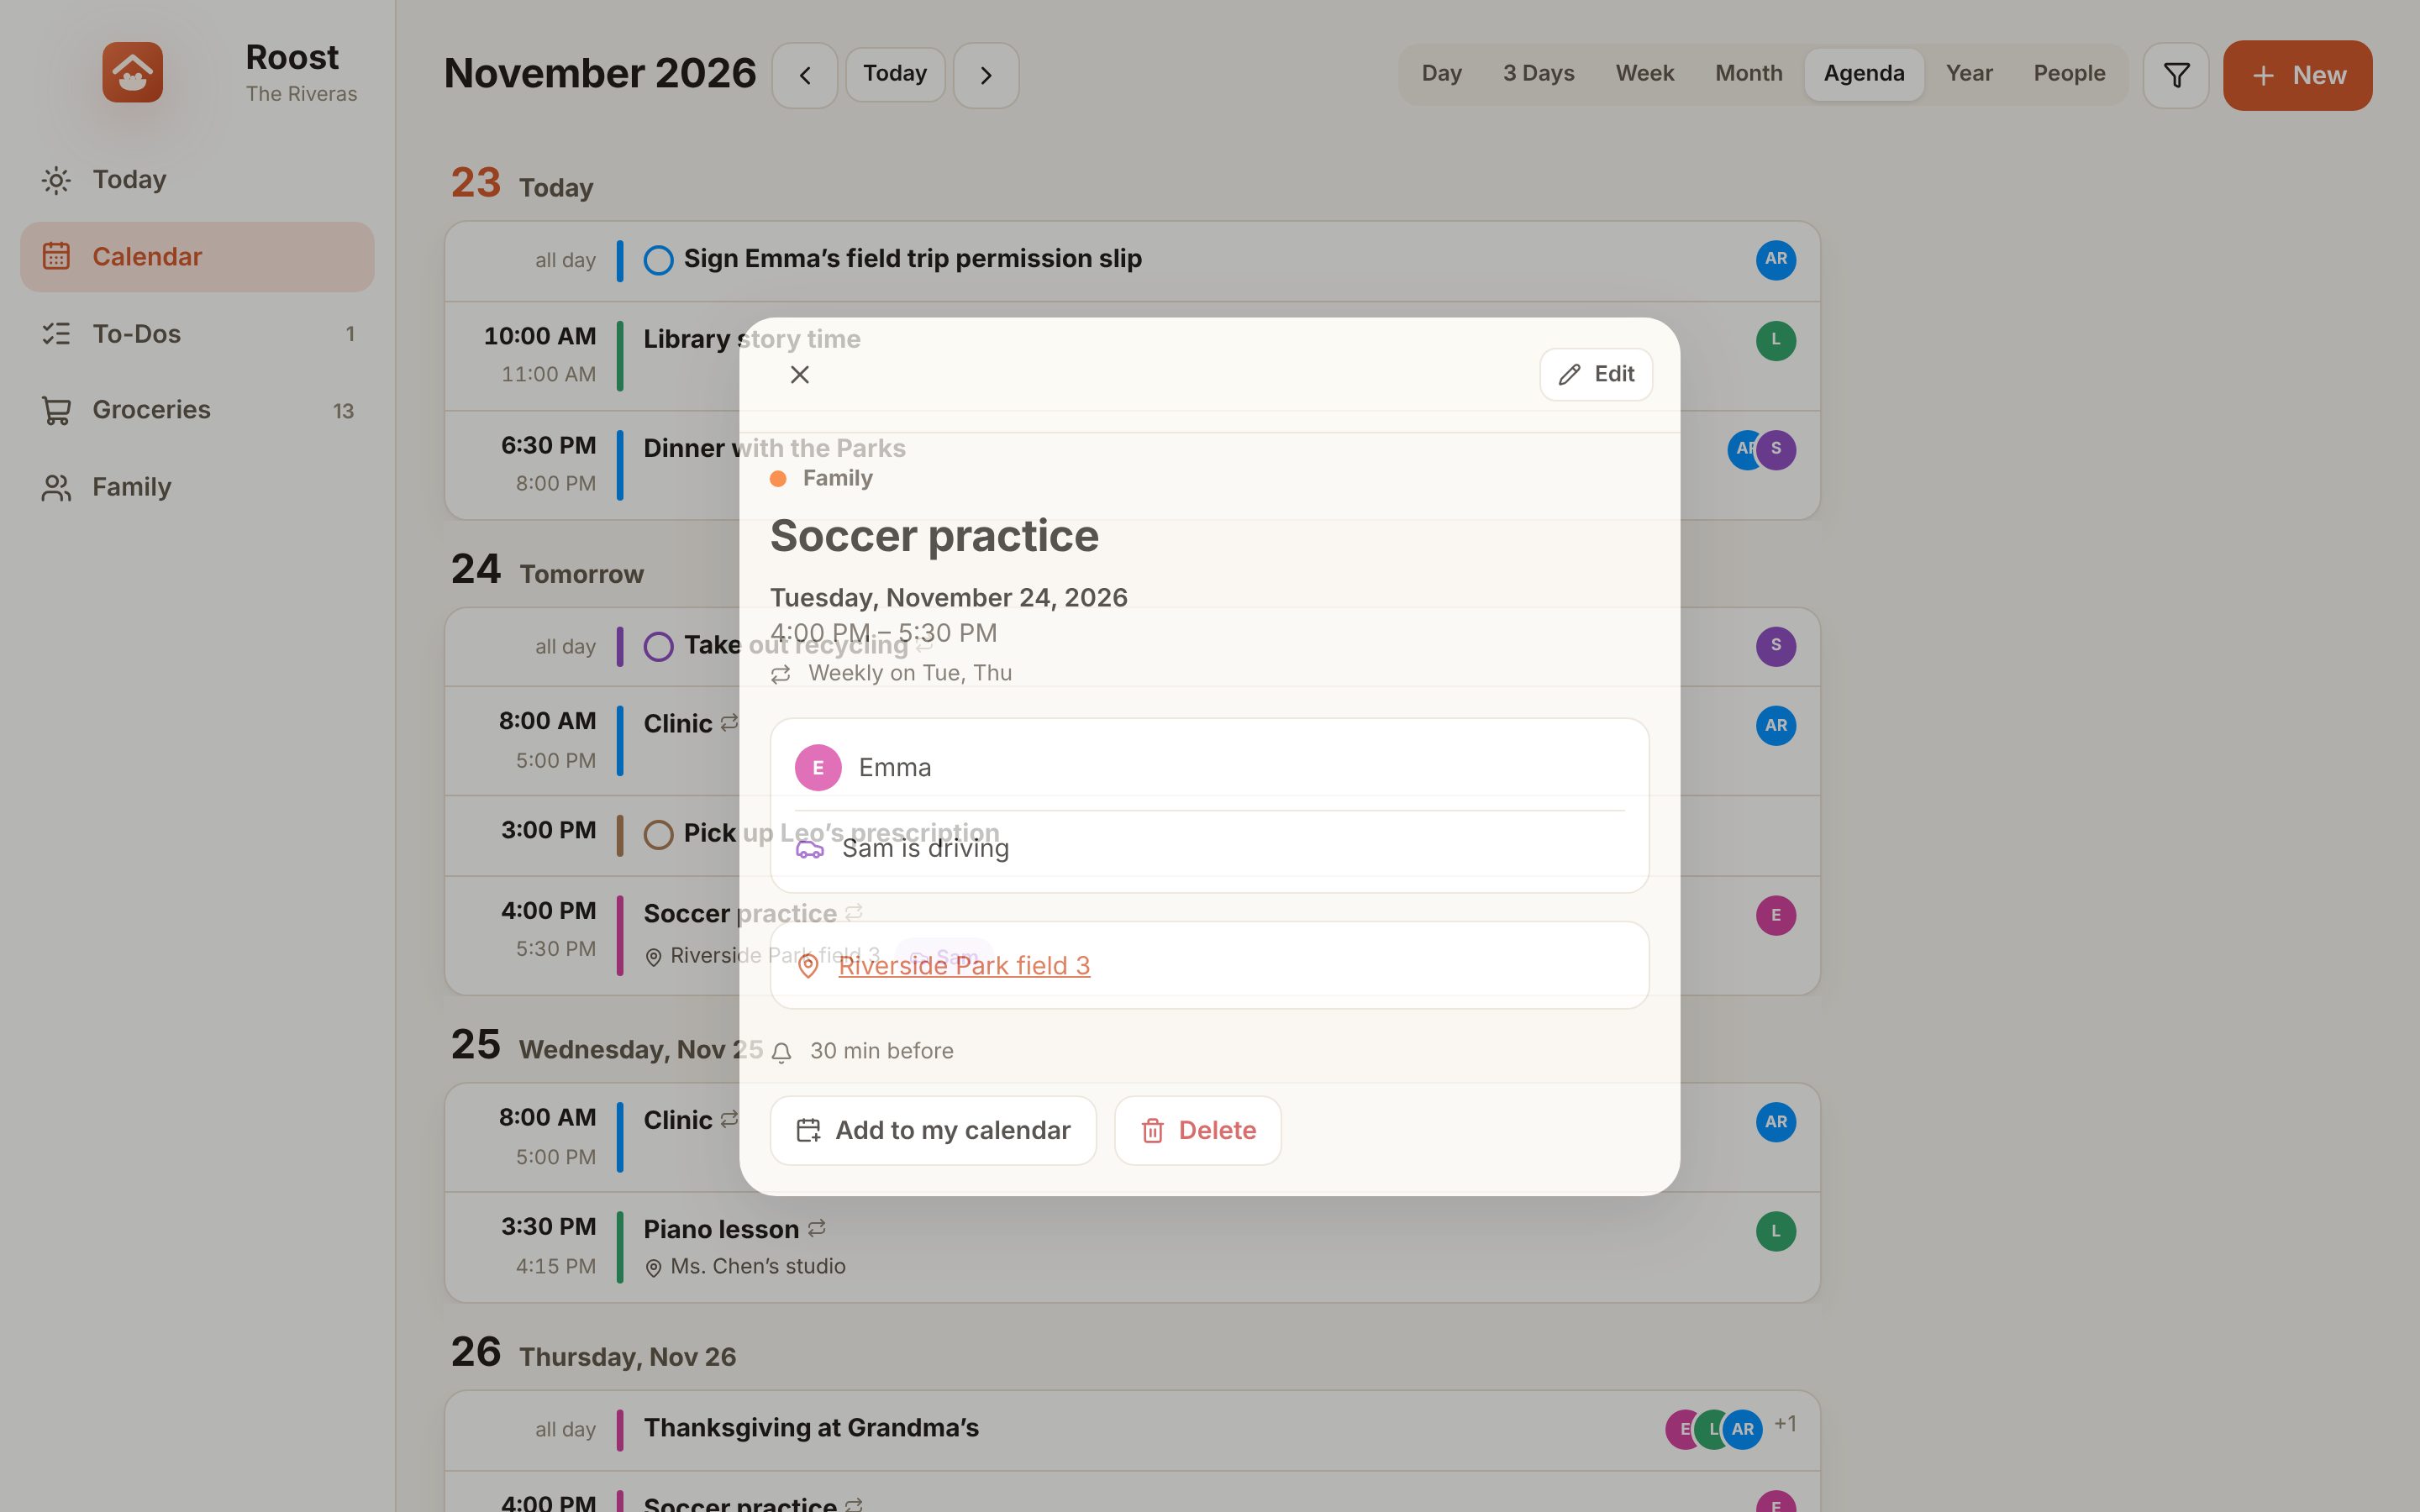 Roost
The Riveras
Today
Calendar
To-Dos 1
Groceries 13
Family
November 2026
Today
Day 3 Days Week Month Agenda Year People
+ New
23 Today
all day Sign Emma’s field trip permission slip AR
10:00 AM Library story time L
11:00 AM
6:30 PM Dinner with the Parks AR S
8:00 PM
24 Tomorrow
all day Take out recycling S
8:00 AM Clinic AR
5:00 PM
3:00 PM Pick up Leo’s prescription
4:00 PM Soccer practice E
5:30 PM Riverside Park field 3 Sam
25 Wednesday, Nov 25
8:00 AM Clinic AR
5:00 PM
3:30 PM Piano lesson L
4:15 PM Ms. Chen’s studio
26 Thursday, Nov 26
all day Thanksgiving at Grandma’s E L AR +1
4:00 PM Soccer practice E
Edit
Family
Soccer practice
Tuesday, November 24, 2026
4:00 PM – 5:30 PM
Weekly on Tue, Thu
E Emma
Sam is driving
Riverside Park field 3
30 min before
Add to my calendar Delete